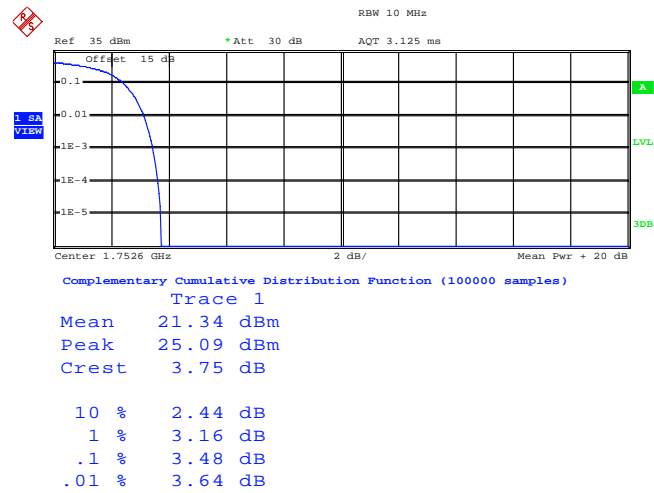 R S
RBW 10 MHz
Ref 35 dBm *Att 30 dB AQT 3.125 ms
Offset 15 dB
0.1
A
0.01
1 SA
VIEW
1E-3
LVL
1E-4
1E-5
3DB
Center 1.7526 GHz 2 dB/ Mean Pwr + 20 dB
Complementary Cumulative Distribution Function (100000 samples)
Trace 1
Mean 21.34 dBm
Peak 25.09 dBm
Crest 3.75 dB
10 % 2.44 dB
1 % 3.16 dB
.1 % 3.48 dB
.01 % 3.64 dB